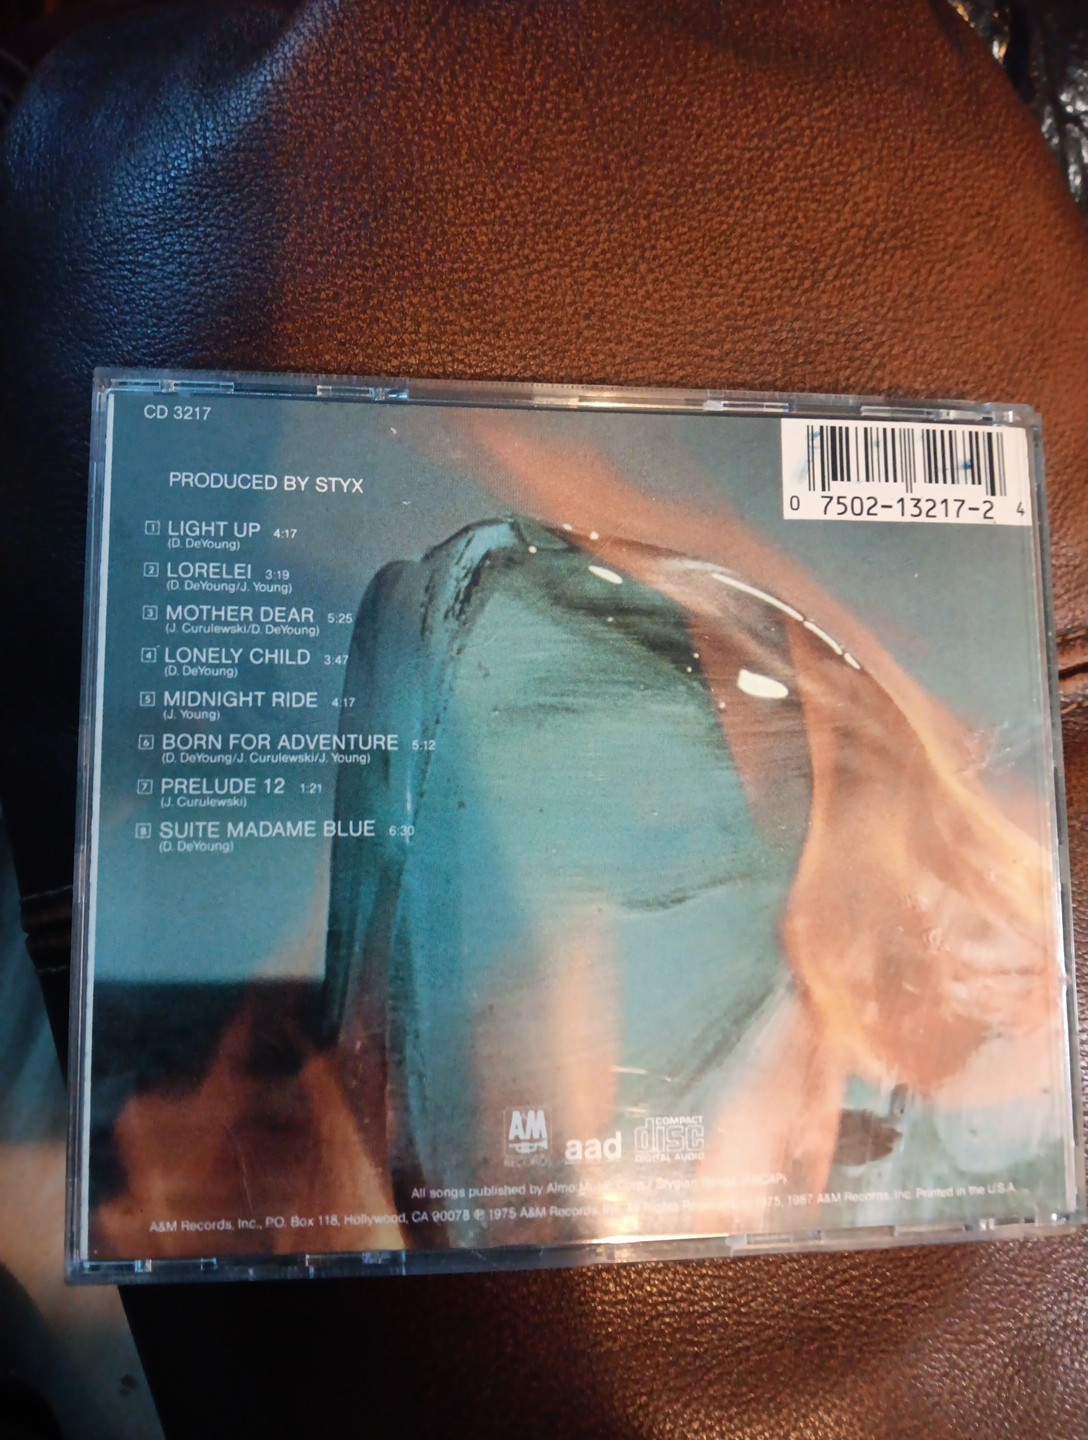 CD 3217
0 7502-13217-2 4
PRODUCED BY STYX
1 LIGHT UP 4:17
(D. DeYoung)
2 LORELEI 3:19
(D. DeYoung/J. Young)
3 MOTHER DEAR 5:25
(J. Curulewski/D. DeYoung)
4 LONELY CHILD 3:47
(D. DeYoung)
5 MIDNIGHT RIDE 4:17
(J. Young)
6 BORN FOR ADVENTURE 5:12
(D. DeYoung/J. Curulewski/J. Young)
7 PRELUDE 12 1:21
(J. Curulewski)
8 SUITE MADAME BLUE 6:30
(D. DeYoung)
A&M
RECORDS
aad
COMPACT
disc
DIGITAL AUDIO
All songs published by Almo
A&M Records, Inc., P.O. Box 118, Hollywood, CA 90078 ℗ 1975 A&M Records, Inc. 1975, 1987 A&M Records, Inc. Printed in the U.S.A.